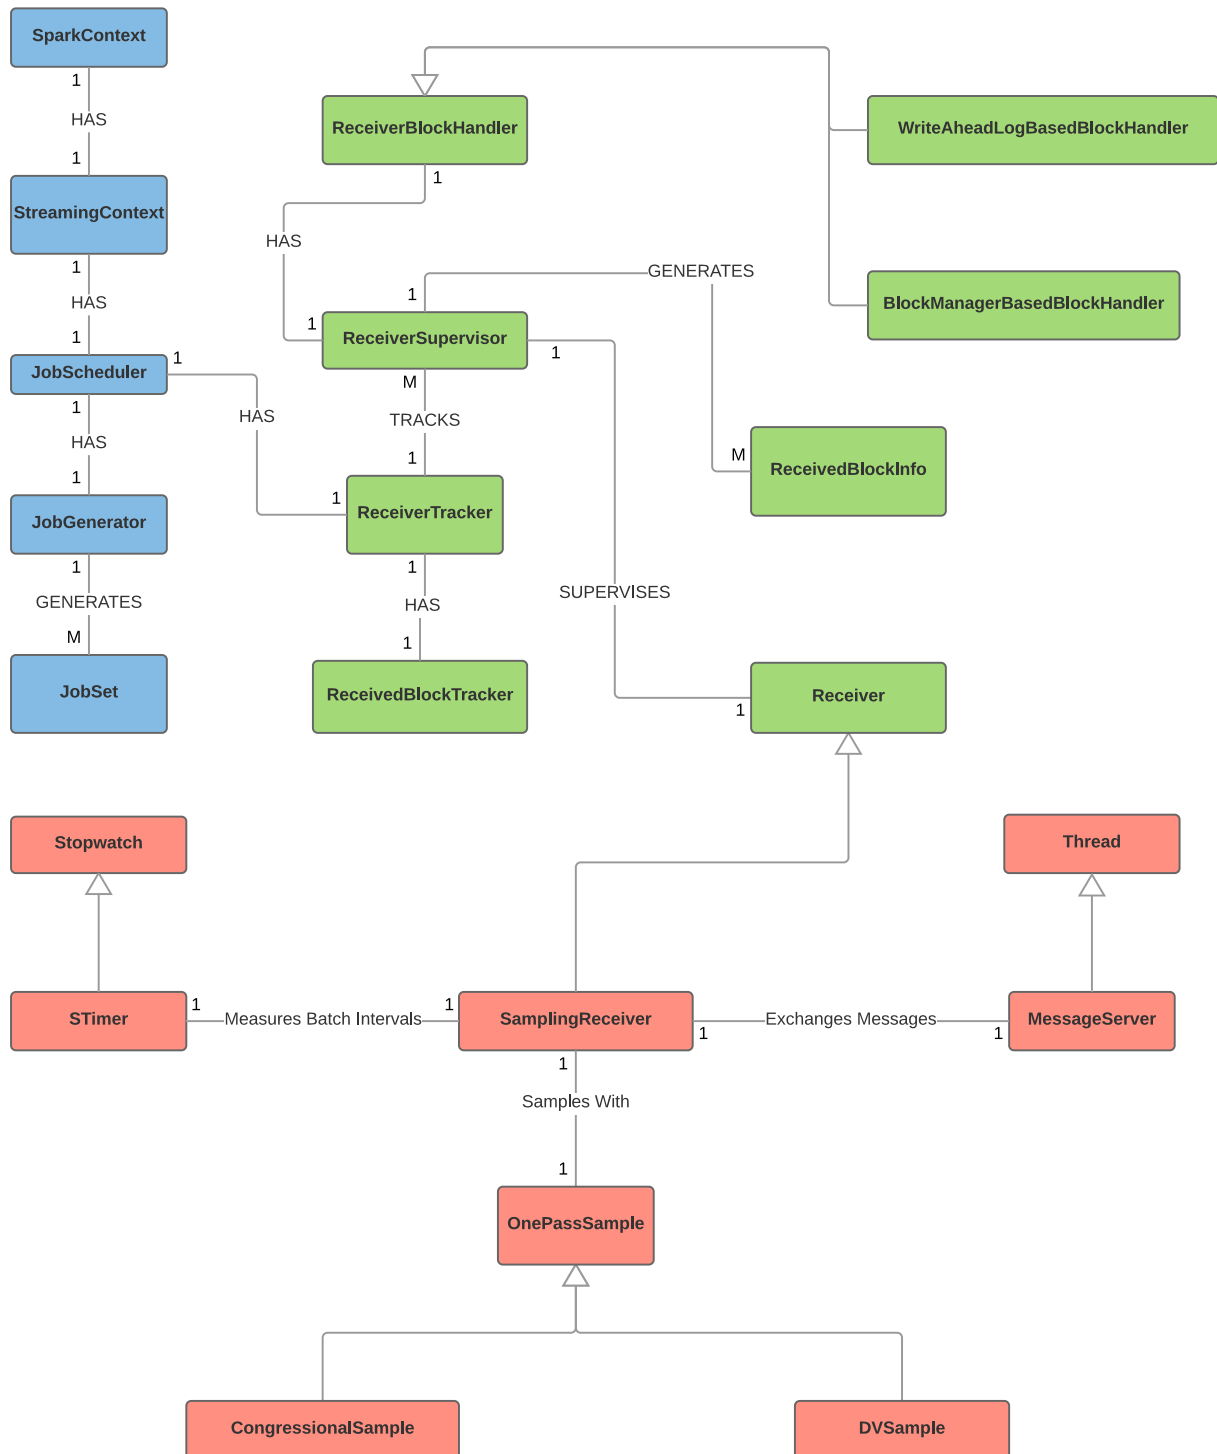 SparkContext
1
HAS
1
StreamingContext
1
HAS
1
JobScheduler
1
1
HAS
1
JobGenerator
1
GENERATES
M
JobSet
HAS
1
ReceiverBlockHandler
1
HAS
1
WriteAheadLogBasedBlockHandler
BlockManagerBasedBlockHandler
1
GENERATES
M
ReceivedBlockInfo
ReceiverSupervisor
1
M
TRACKS
1
ReceiverTracker
1
HAS
1
ReceivedBlockTracker
SUPERVISES
1
Receiver
Stopwatch
Thread
STimer
1
Measures Batch Intervals
1
SamplingReceiver
1
Exchanges Messages
1
MessageServer
1
Samples With
1
OnePassSample
CongressionalSample
DVSample